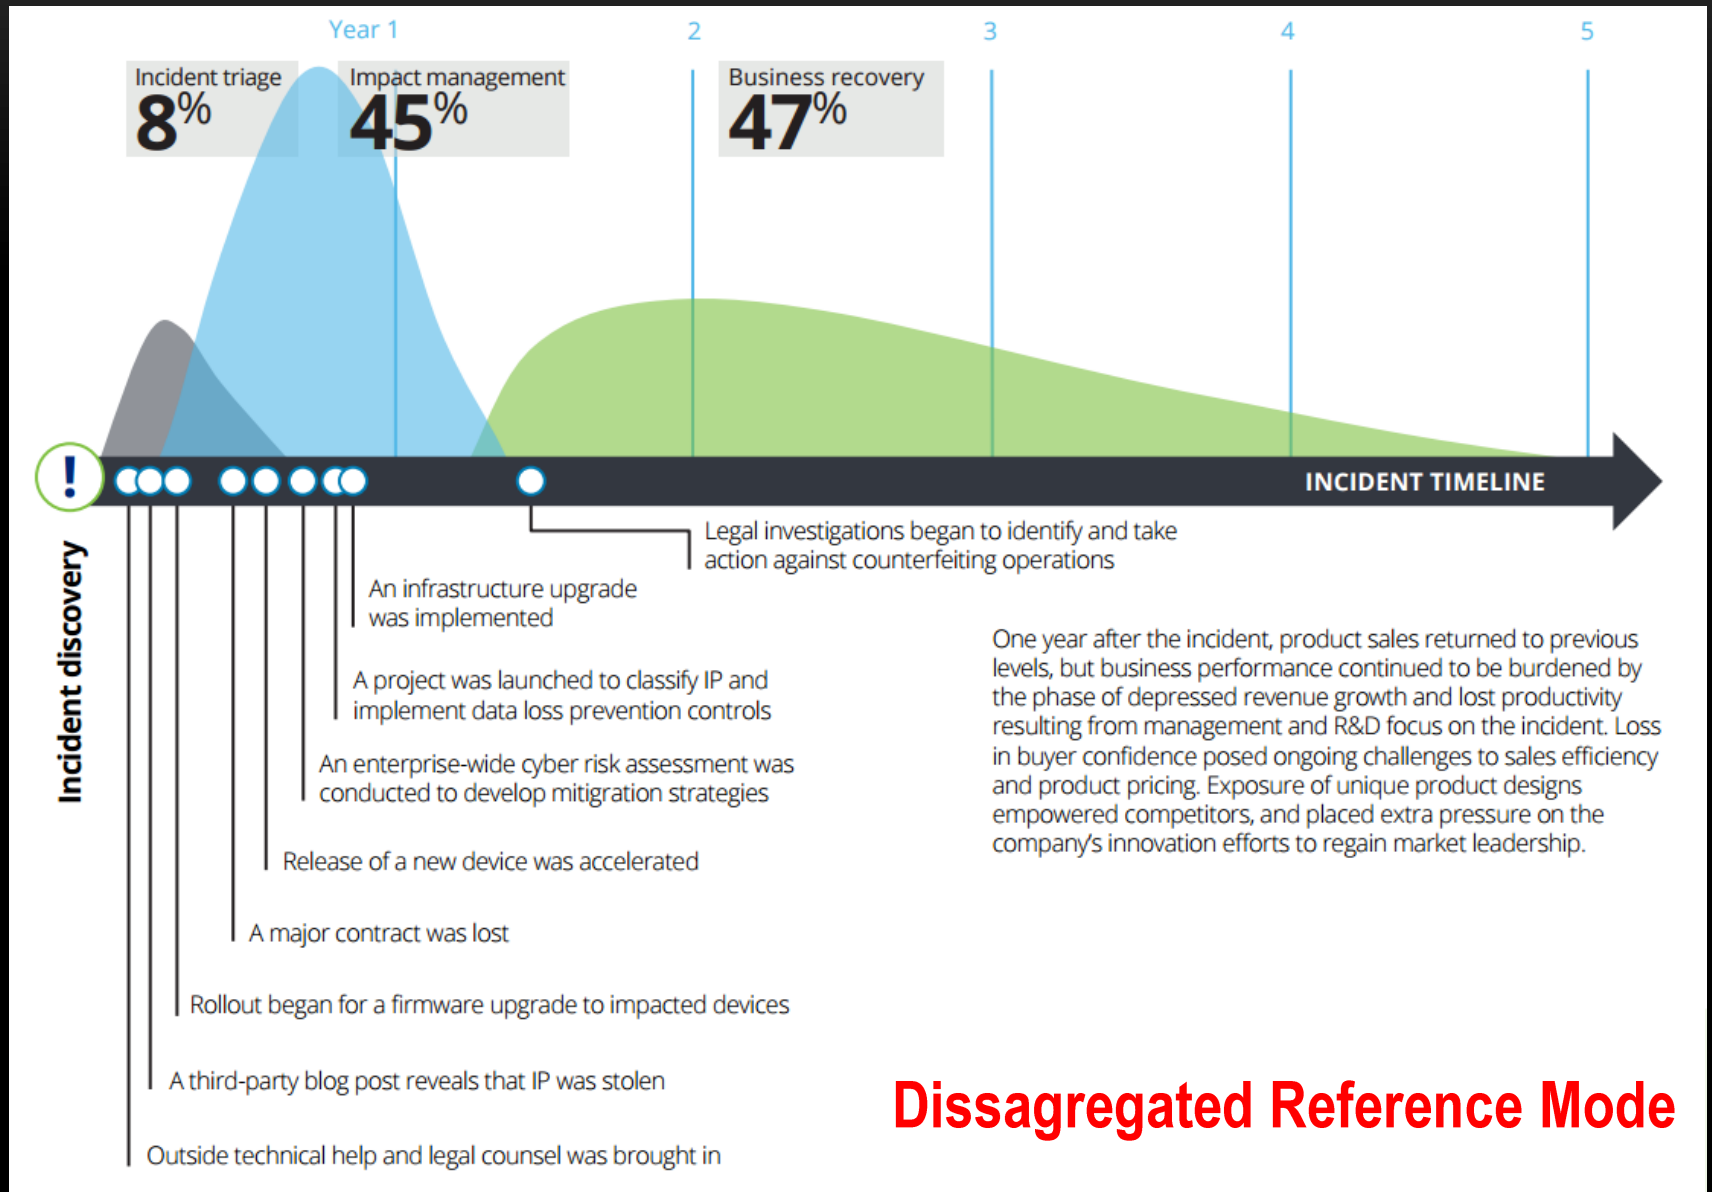 Year 1
2
3
4
5
Incident triage
8%
Impact management
45%
Business recovery
47%
!
INCIDENT TIMELINE
Incident discovery
Legal investigations began to identify and take
action against counterfeiting operations
An infrastructure upgrade
was implemented
A project was launched to classify IP and
implement data loss prevention controls
An enterprise-wide cyber risk assessment was
conducted to develop mitigration strategies
Release of a new device was accelerated
A major contract was lost
Rollout began for a firmware upgrade to impacted devices
A third-party blog post reveals that IP was stolen
Outside technical help and legal counsel was brought in
One year after the incident, product sales returned to previous
levels, but business performance continued to be burdened by
the phase of depressed revenue growth and lost productivity
resulting from management and R&D focus on the incident. Loss
in buyer confidence posed ongoing challenges to sales efficiency
and product pricing. Exposure of unique product designs
empowered competitors, and placed extra pressure on the
company's innovation efforts to regain market leadership.
Dissagregated Reference Mode